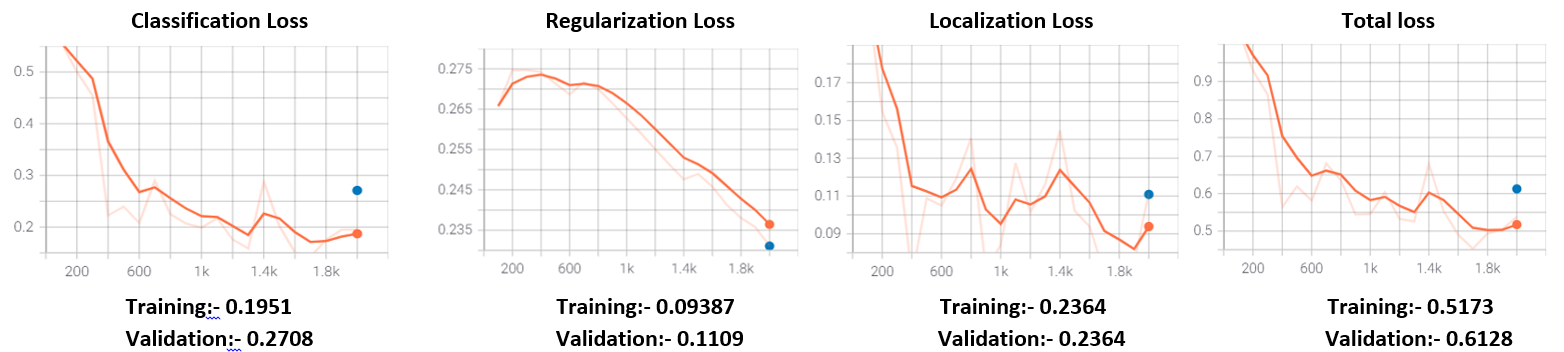 Classification Loss
0.5
0.4
0.3
0.2
200 600 1k 1.4k 1.8k
Training:- 0.1951
Validation:- 0.2708
Regularization Loss
0.275
0.265
0.255
0.245
0.235
200 600 1k 1.4k 1.8k
Training:- 0.09387
Validation:- 0.1109
Localization Loss
0.17
0.15
0.13
0.11
0.09
200 600 1k 1.4k 1.8k
Training:- 0.2364
Validation:- 0.2364
Total loss
0.9
0.8
0.7
0.6
0.5
200 600 1k 1.4k 1.8k
Training:- 0.5173
Validation:- 0.6128